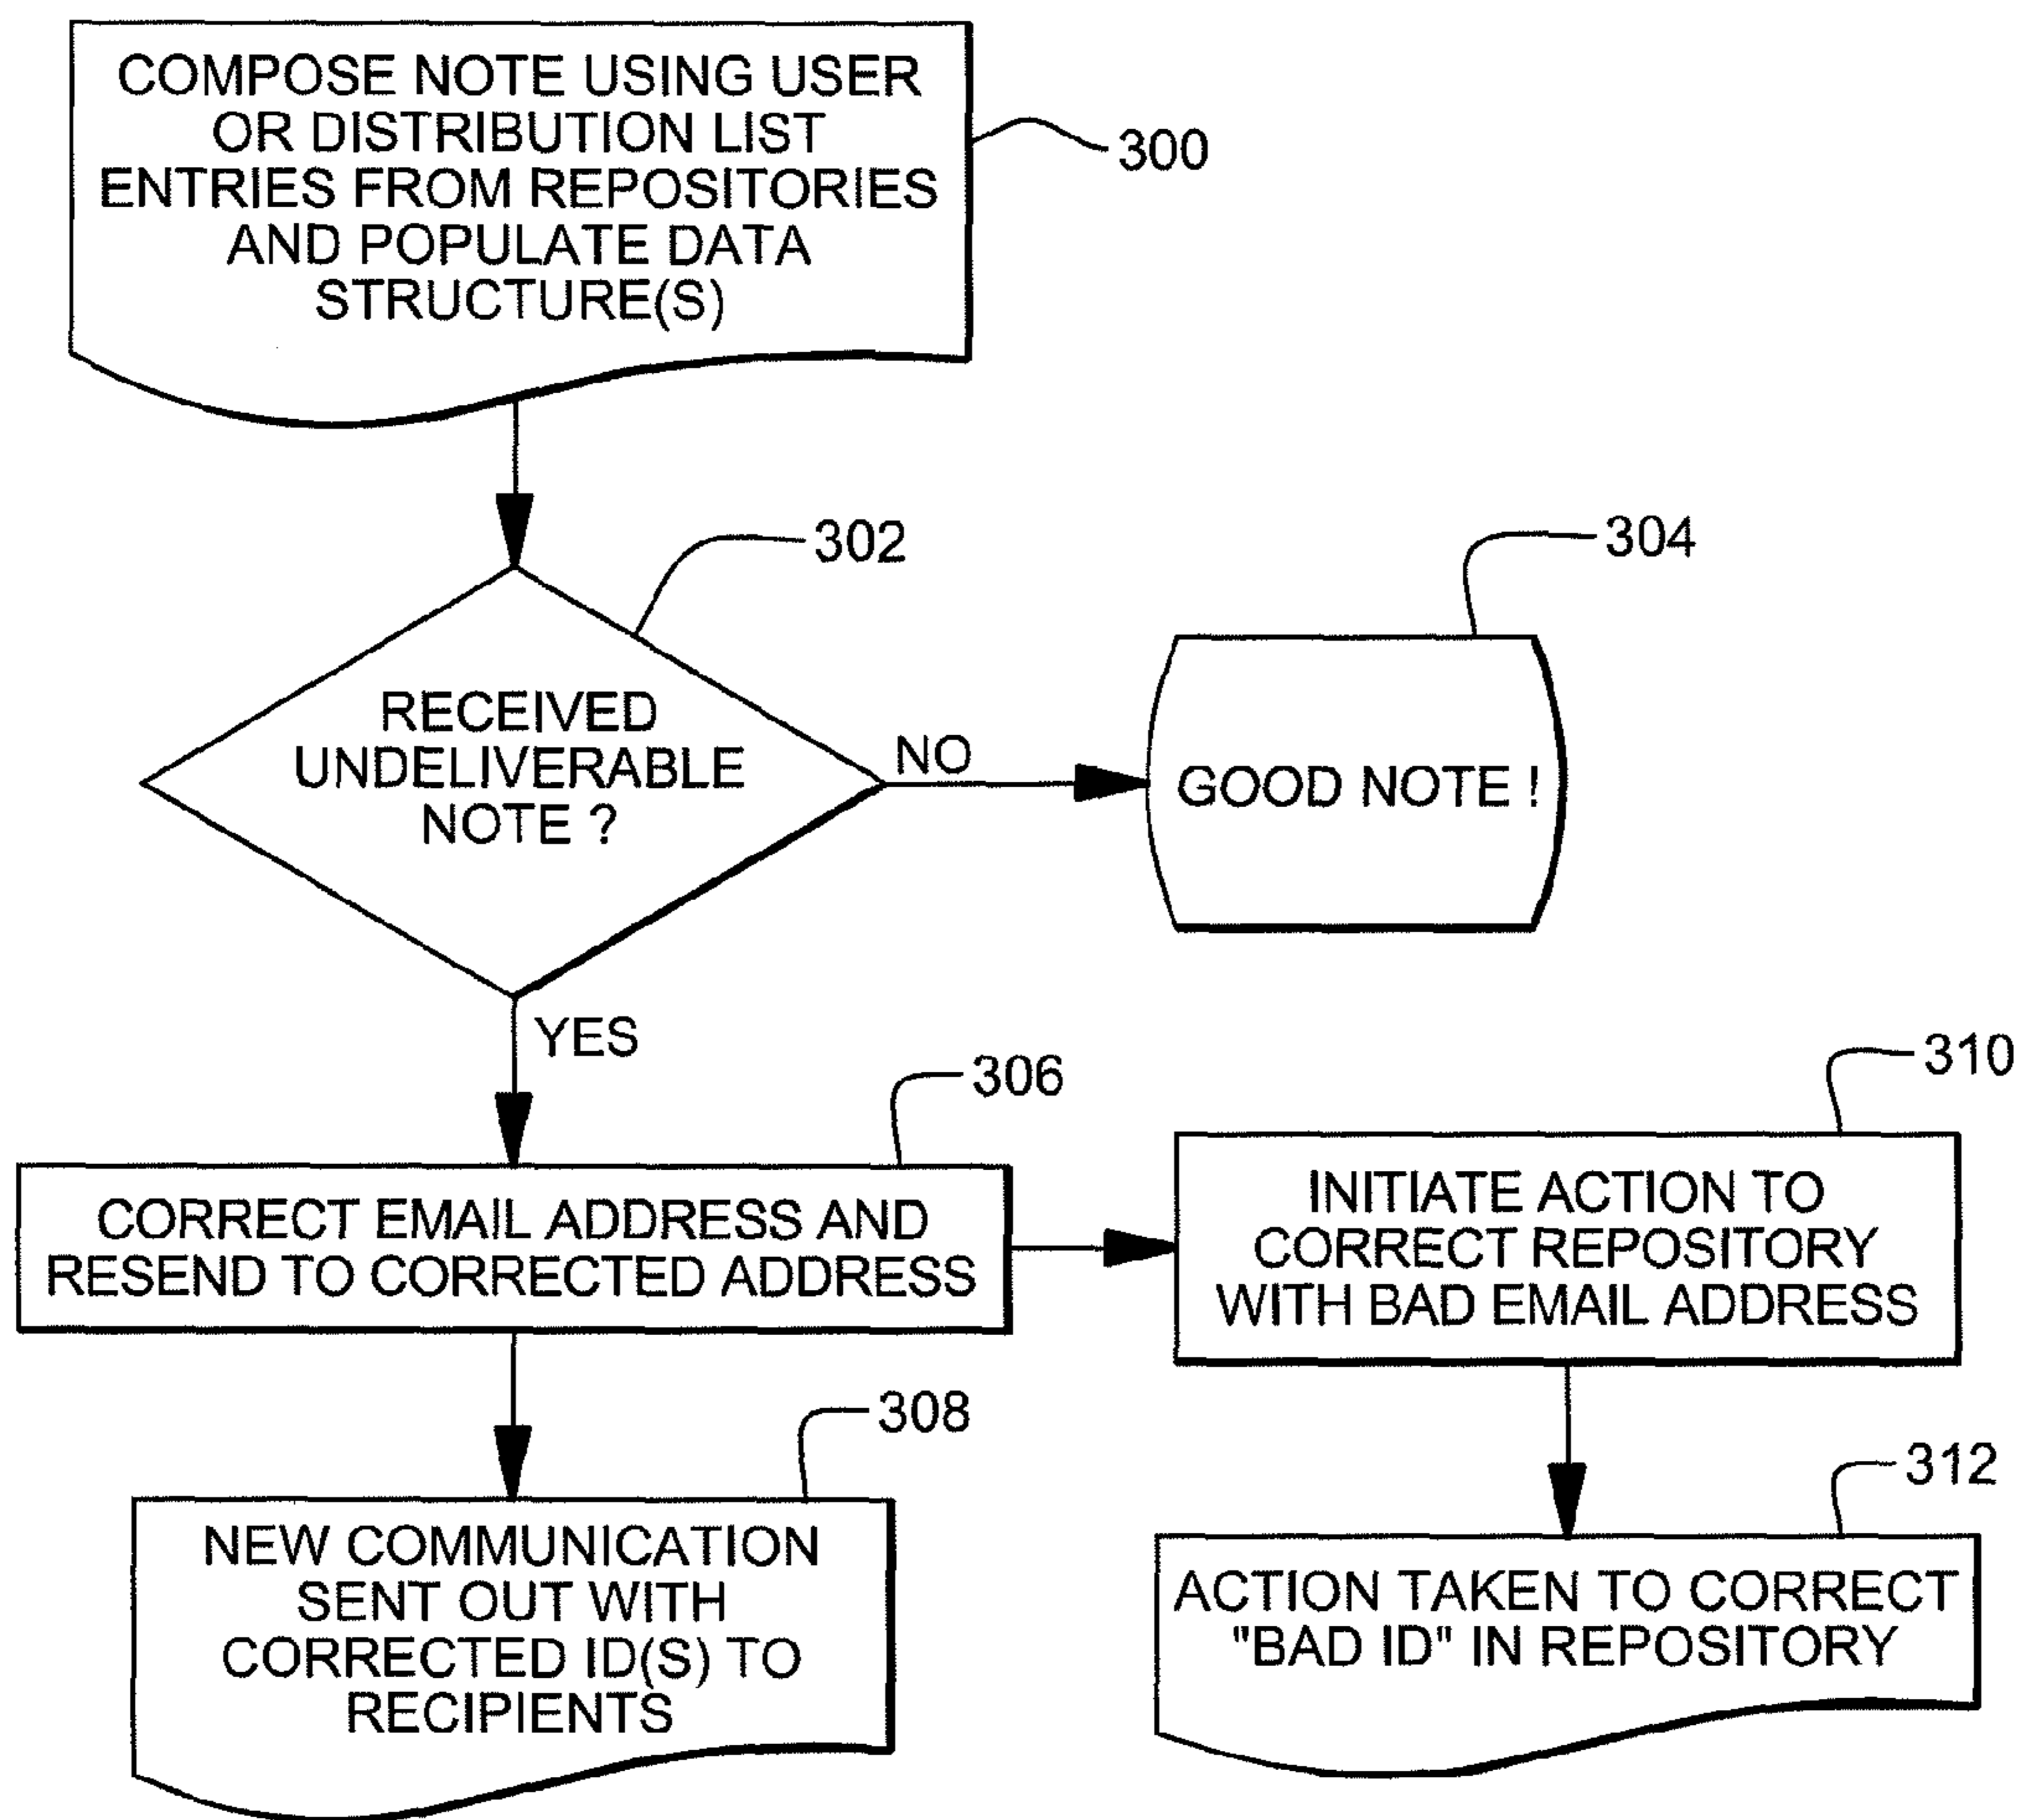 COMPOSE NOTE USING USER
OR DISTRIBUTION LIST
ENTRIES FROM REPOSITORIES
AND POPULATE DATA
STRUCTURE(S)
300
302
304
RECEIVED
UNDELIVERABLE
NOTE ?
NO
GOOD NOTE !
YES
306
310
CORRECT EMAIL ADDRESS AND
RESEND TO CORRECTED ADDRESS
INITIATE ACTION TO
CORRECT REPOSITORY
WITH BAD EMAIL ADDRESS
308
312
NEW COMMUNICATION
SENT OUT WITH
CORRECTED ID(S) TO
RECIPIENTS
ACTION TAKEN TO CORRECT
"BAD ID" IN REPOSITORY